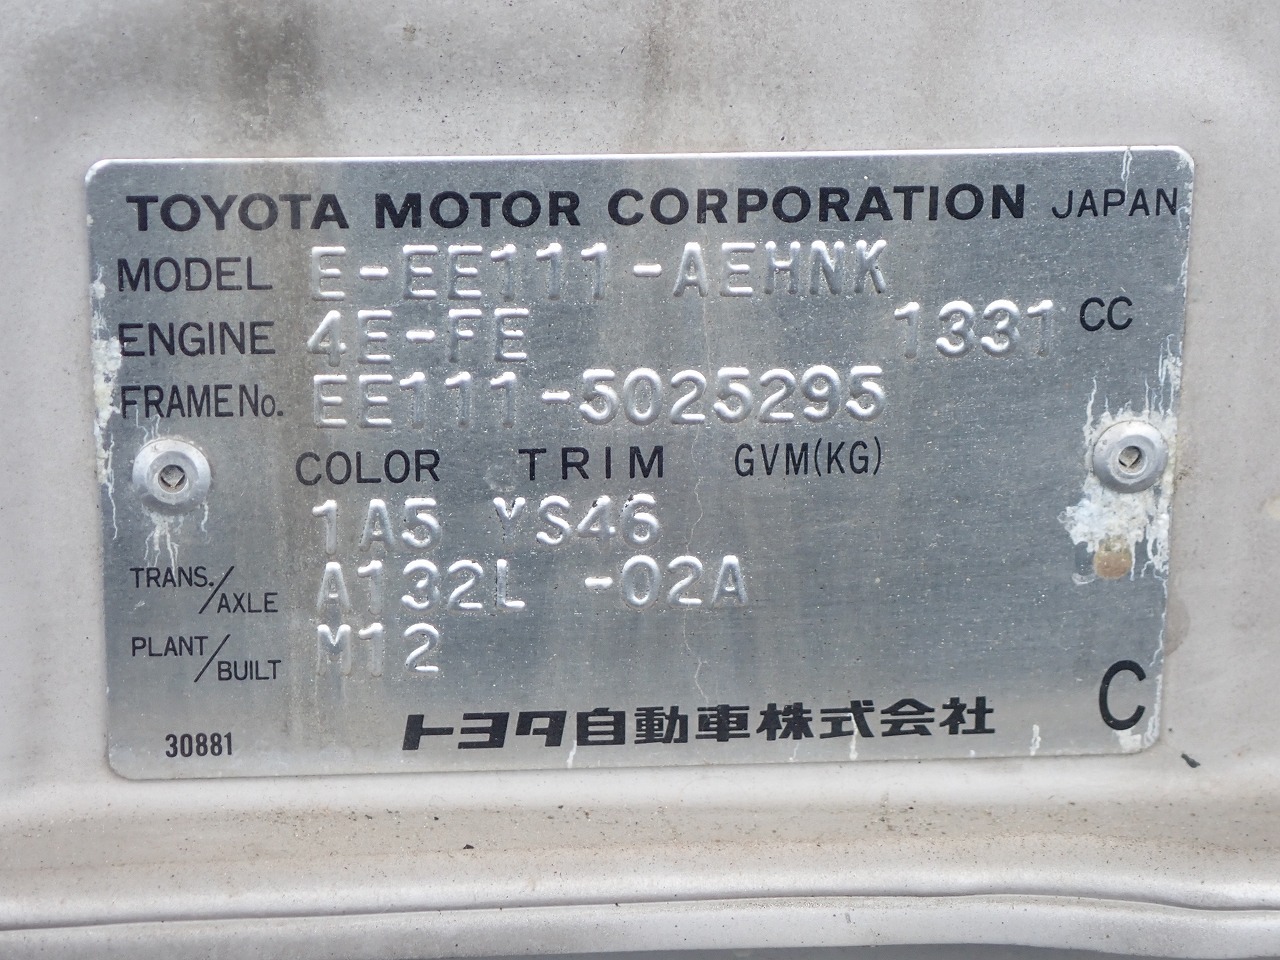 TOYOTA MOTOR CORPORATION JAPAN
MODEL E-EE111-AEHNK
ENGINE 4E-FE 1331 CC
FRAME No. EE111-5025295
COLOR TRIM GVM(KG)
1A5 YS46
TRANS./AXLE A132L -02A
PLANT/BUILT M12
C
30881 トヨタ自動車株式会社